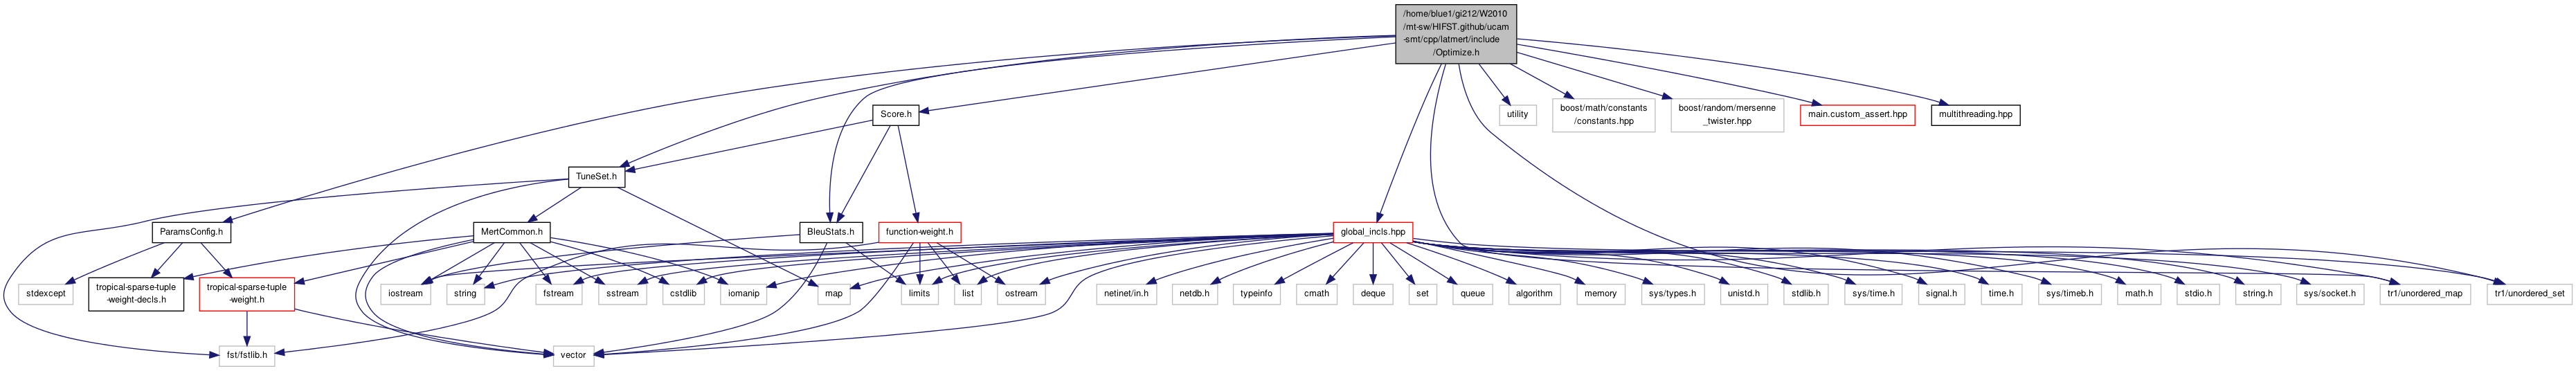 /home/blue1/gi212/W2010
/mt-sw/HIFST.github/ucam
-smt/cpp/latmert/include
/Optimize.h
Score.h
utility
boost/math/constants
/constants.hpp
boost/random/mersenne
_twister.hpp
main.custom_assert.hpp
multithreading.hpp
TuneSet.h
ParamsConfig.h
MertCommon.h
BleuStats.h
function-weight.h
global_incls.hpp
stdexcept
tropical-sparse-tuple
-weight-decls.h
tropical-sparse-tuple
-weight.h
iostream
string
fstream
sstream
cstdlib
iomanip
map
limits
list
ostream
netinet/in.h
netdb.h
typeinfo
cmath
deque
set
queue
algorithm
memory
sys/types.h
unistd.h
stdlib.h
sys/time.h
signal.h
time.h
sys/timeb.h
math.h
stdio.h
string.h
sys/socket.h
tr1/unordered_map
tr1/unordered_set
fst/fstlib.h
vector